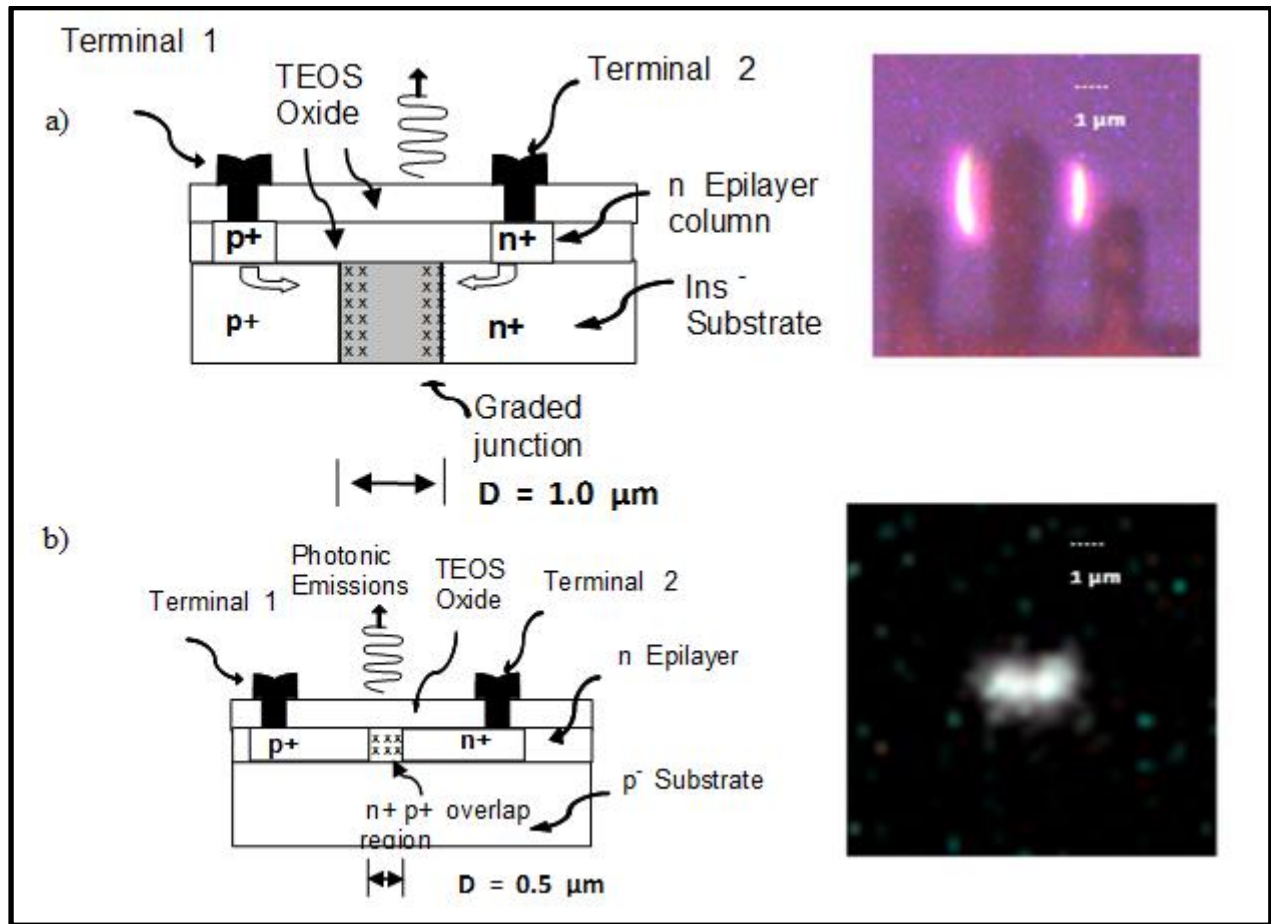 Terminal 1
TEOS
Oxide
Terminal 2
a)
1 µm
n Epilayer
column
p+
n+
x x x x
x x x x
x x x x
x x x x
x x x x
x x x x
Ins -
Substrate
p+
n+
Graded
junction
D = 1.0 µm
b)
Photonic
Emissions
TEOS
Oxide
Terminal 1
Terminal 2
1 µm
n Epilayer
p+
x x x
x x x
n+
p- Substrate
n+ p+ overlap
region
D = 0.5 µm